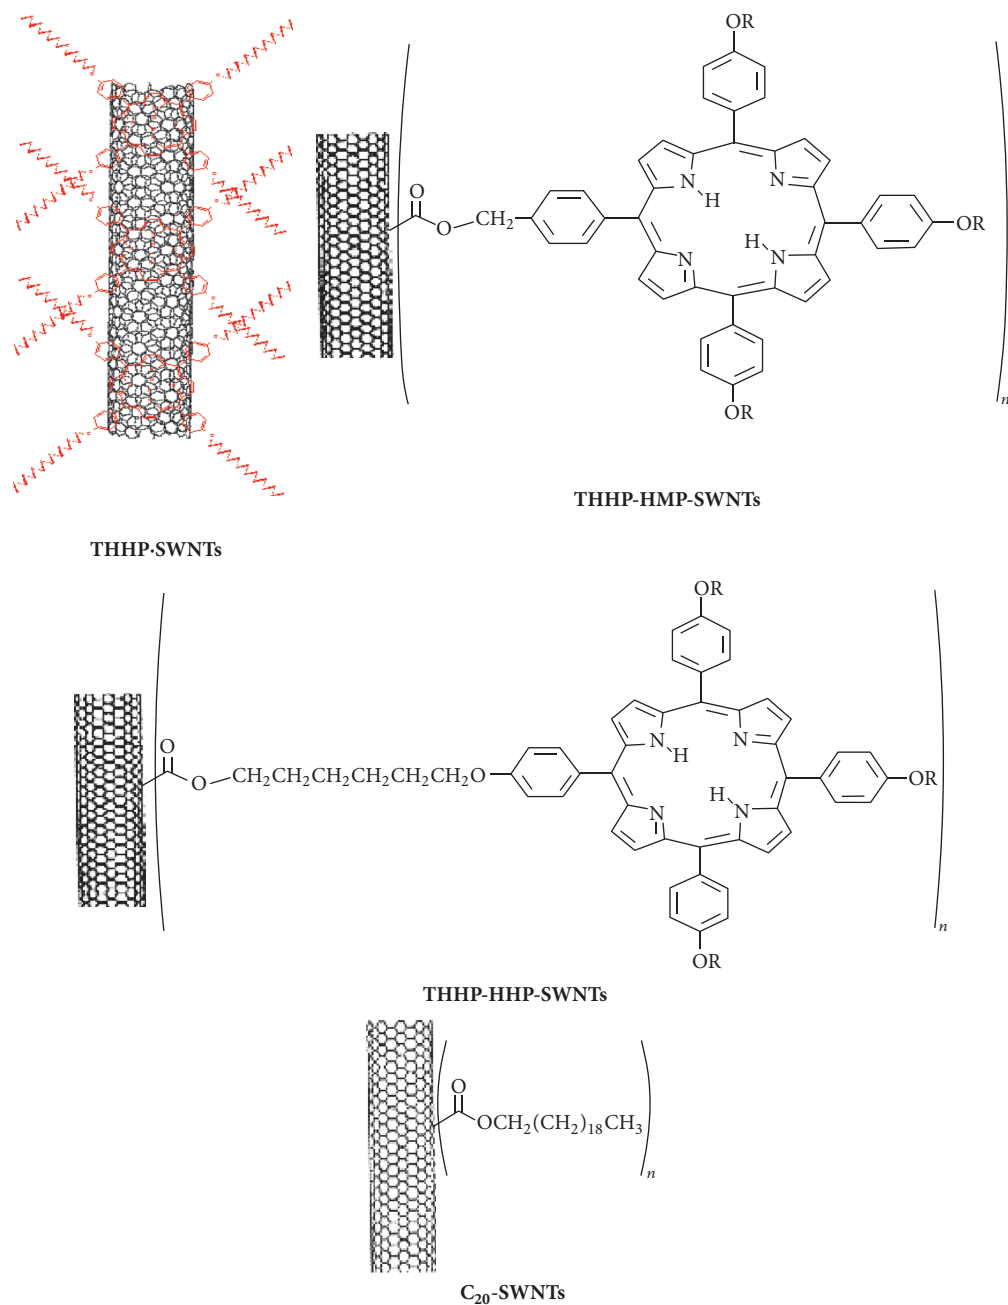 OR
O
O
CH₂
N
H
N
N
H
N
OR
OR
n
THHP·SWNTs
THHP-HMP-SWNTs
OR
O
O
CH₂CH₂CH₂CH₂CH₂CH₂O
N
H
N
N
H
N
OR
OR
n
THHP-HHP-SWNTs
O
OCH₂(CH₂)₁₈CH₃
n
C₂₀-SWNTs